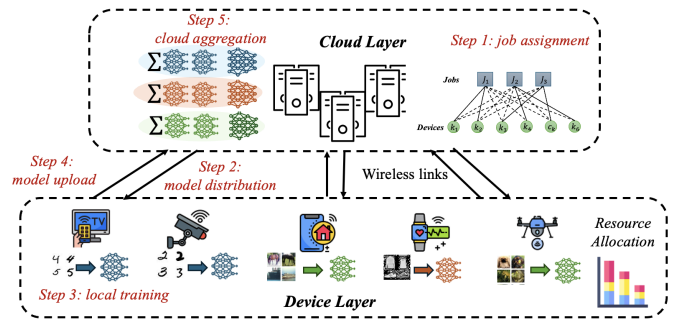 Step 5:
cloud aggregation
Cloud Layer
Step 1: job assignment
Σ
Σ
Σ
Jobs
J1 J2 J3
Devices
k1 k2 k3 k4 k5 k6
Step 4:
model upload
Step 2:
model distribution
Wireless links
TV
4 4
5 5
2 2
3 3
Step 3: local training
Device Layer
Resource
Allocation